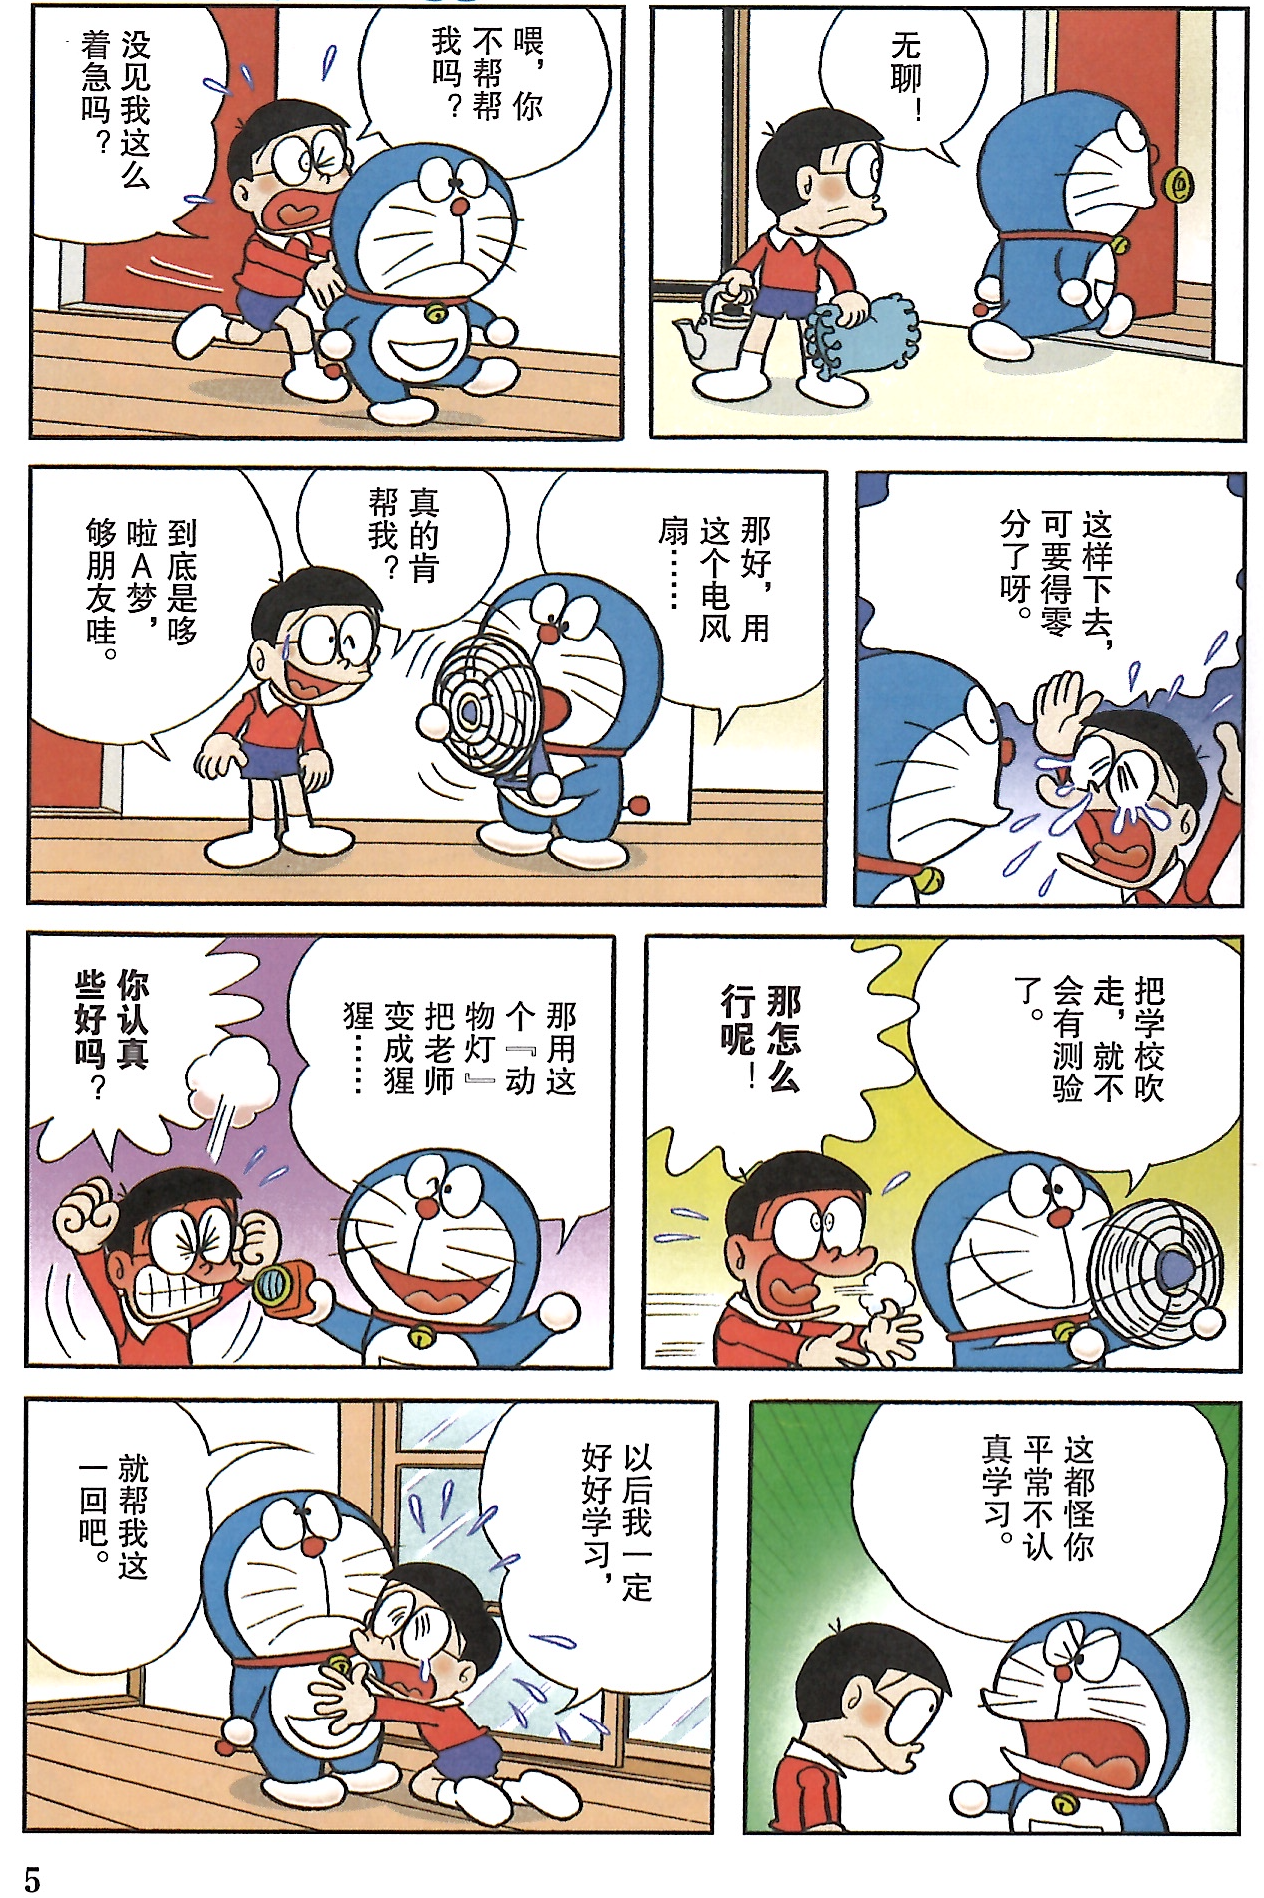 无聊！
喂，你
不帮帮
我吗？
没见我这么
着急吗？
这样下去，
可要得零
分了呀。
那好，用
这个电风
扇……
真的肯
帮我？
到底是哆
啦A梦，
够朋友哇。
把学校吹
走，就不
会有测验
了。
那怎么
行呢！
那用这
个『动
物灯』
把老师
变成猩
猩……
你认真
些好吗？
这都怪你
平常不认
真学习。
以后我一定
好好学习，
就帮我这
一回吧。
5